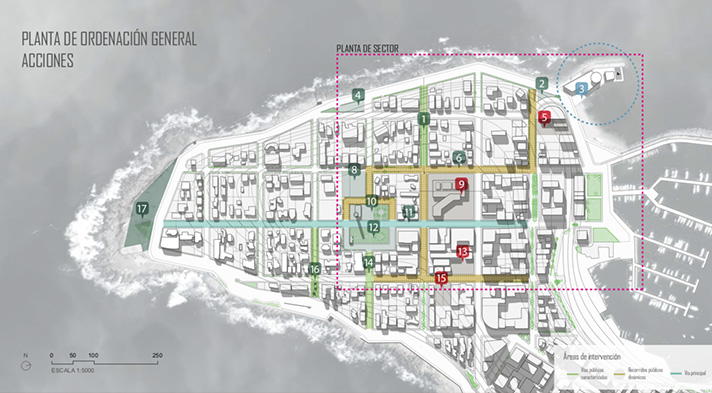 PLANTA DE ORDENACIÓN GENERAL
ACCIONES
PLANTA DE SECTOR
1
2
3
4
5
6
8
9
10
11
12
13
14
15
16
17
N
0 50 100 250
ESCALA 1:5000
Áreas de intervención
Vías públicas
caracterizadas
Recorridos públicos
dinámicos
Vía principal